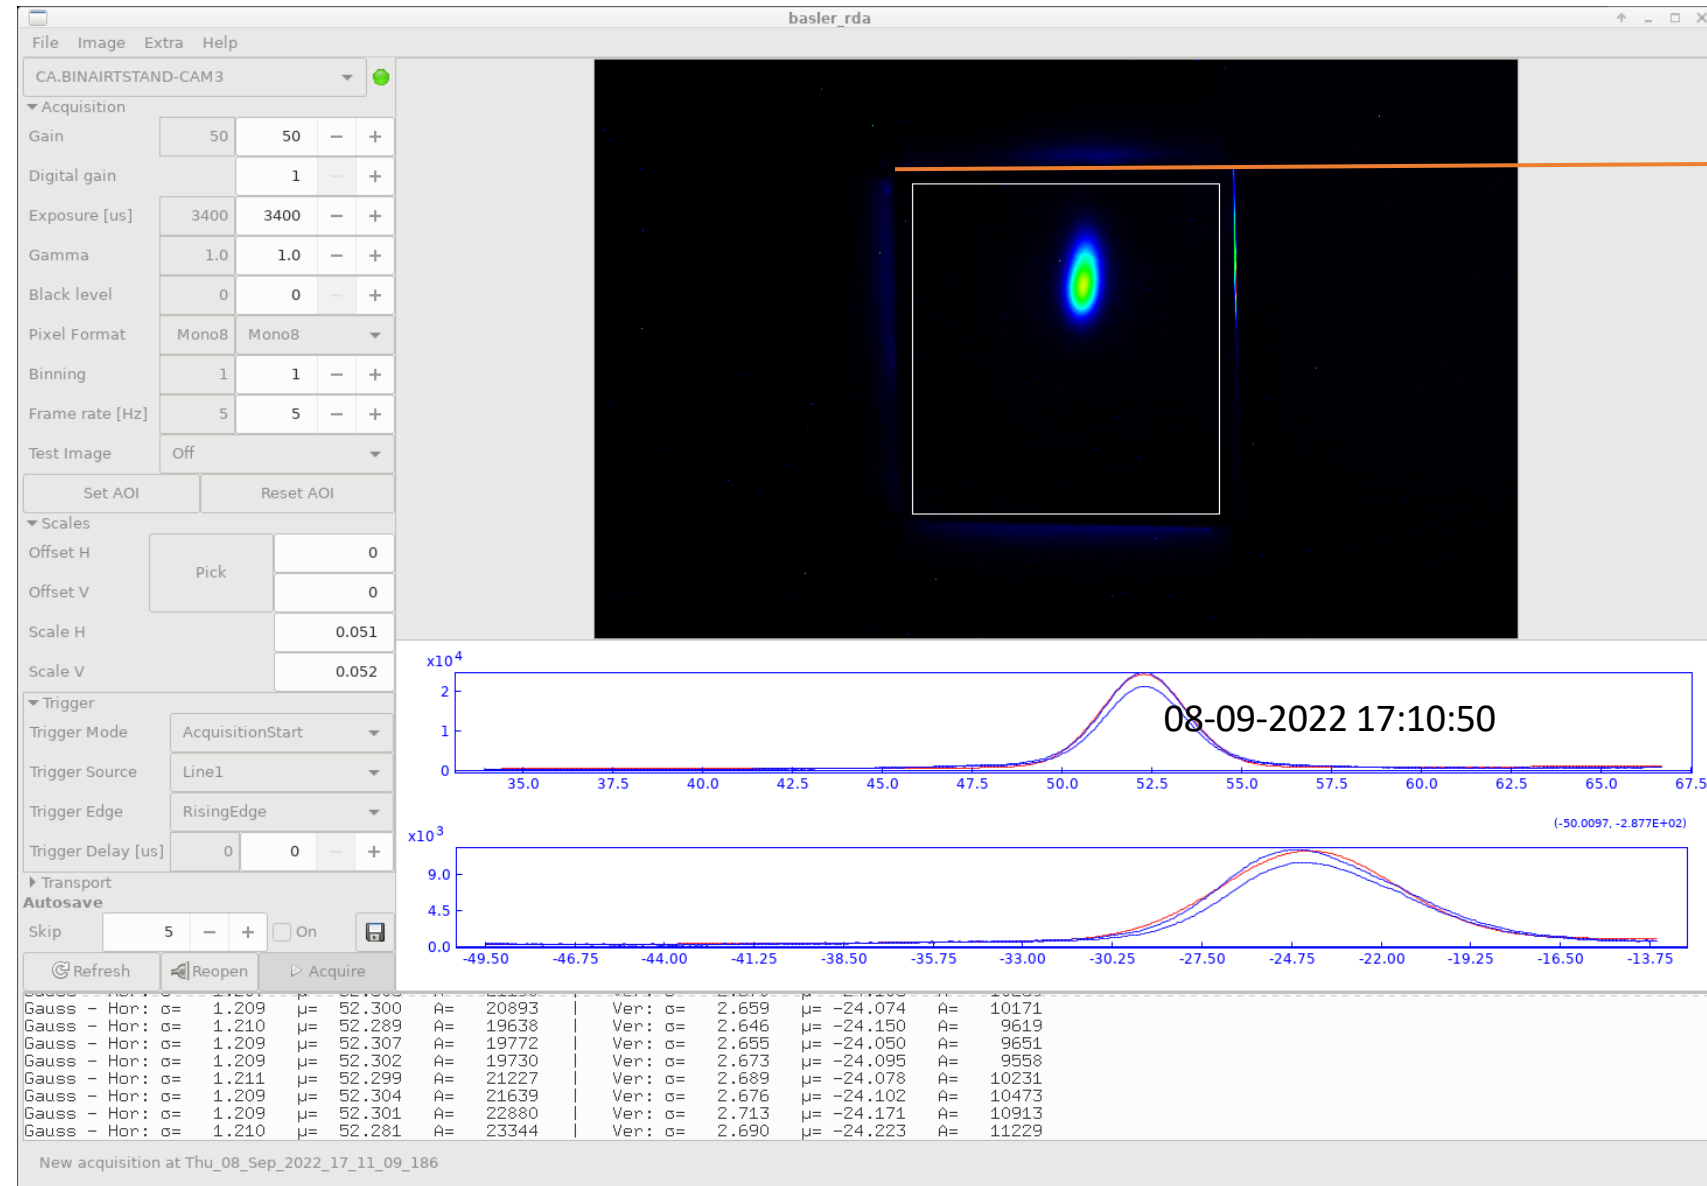 basler_rda
File Image Extra Help
CA.BINAIRTSTAND-CAM3
Acquisition
Gain 50 50 − +
Digital gain 1 − +
Exposure [us] 3400 3400 − +
Gamma 1.0 1.0 − +
Black level 0 0 − +
Pixel Format Mono8 Mono8
Binning 1 1 − +
Frame rate [Hz] 5 5 − +
Test Image Off
Set AOI Reset AOI
Scales
Offset H 0
Pick
Offset V 0
Scale H 0.051
Scale V 0.052
Trigger
Trigger Mode AcquisitionStart
Trigger Source Line1
Trigger Edge RisingEdge
Trigger Delay [us] 0 0 − +
Transport
Autosave
Skip 5 − + On
Refresh Reopen Acquire
x10^4
2
1
0
08-09-2022 17:10:50
35.0 37.5 40.0 42.5 45.0 47.5 50.0 52.5 55.0 57.5 60.0 62.5 65.0 67.5
(-50.0097, -2.877E+02)
x10^3
9.0
4.5
0.0
-49.50 -46.75 -44.00 -41.25 -38.50 -35.75 -33.00 -30.25 -27.50 -24.75 -22.00 -19.25 -16.50 -13.75
Gauss - Hor: σ= 1.209 μ= 52.300 A= 20893 | Ver: σ= 2.659 μ= -24.074 A= 10171
Gauss - Hor: σ= 1.210 μ= 52.289 A= 19638 | Ver: σ= 2.646 μ= -24.150 A= 9619
Gauss - Hor: σ= 1.209 μ= 52.307 A= 19772 | Ver: σ= 2.655 μ= -24.050 A= 9651
Gauss - Hor: σ= 1.209 μ= 52.302 A= 19730 | Ver: σ= 2.673 μ= -24.095 A= 9558
Gauss - Hor: σ= 1.211 μ= 52.299 A= 21227 | Ver: σ= 2.689 μ= -24.078 A= 10231
Gauss - Hor: σ= 1.209 μ= 52.304 A= 21639 | Ver: σ= 2.676 μ= -24.102 A= 10473
Gauss - Hor: σ= 1.209 μ= 52.301 A= 22880 | Ver: σ= 2.713 μ= -24.171 A= 10913
Gauss - Hor: σ= 1.210 μ= 52.281 A= 23344 | Ver: σ= 2.690 μ= -24.223 A= 11229
New acquisition at Thu_08_Sep_2022_17_11_09_186